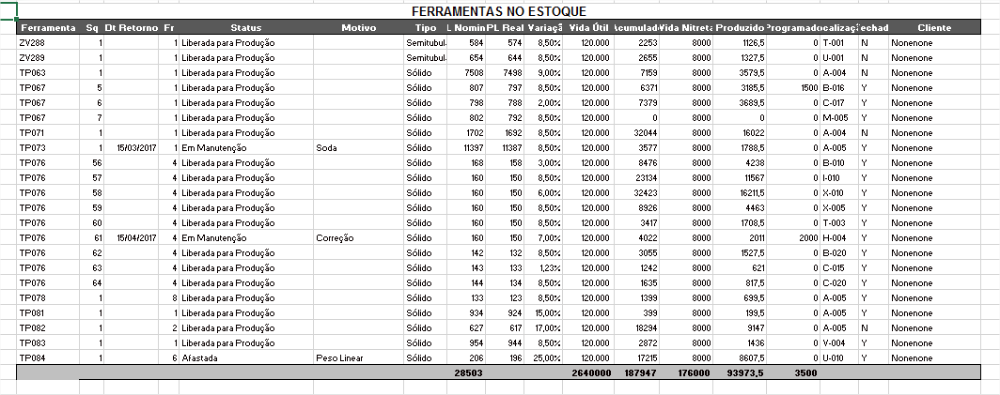 FERRAMENTAS NO ESTOQUE
Ferramenta Sq Dt Retorno Fr Status Motivo Tipo L Nomin PL Real Variaçã Vida Útil cumulad Vida Nitreta Produzido Programado ocalizaç echad Cliente
ZV288 1 1 Liberada para Produção Semitubul 584 574 8,50% 120.000 2253 8000 1126,5 0 T-001 N Nonenone
ZV289 1 1 Liberada para Produção Semitubul 654 644 8,50% 120.000 2655 8000 1327,5 0 U-001 N Nonenone
TP063 1 1 Liberada para Produção Sólido 7508 7498 9,00% 120.000 7159 8000 3579,5 0 A-004 N Nonenone
TP067 5 1 Liberada para Produção Sólido 807 797 8,50% 120.000 6371 8000 3185,5 1500 B-016 Y Nonenone
TP067 6 1 Liberada para Produção Sólido 798 788 2,00% 120.000 7379 8000 3689,5 0 C-017 Y Nonenone
TP067 7 1 Liberada para Produção Sólido 802 792 8,50% 120.000 0 8000 0 0 M-005 Y Nonenone
TP071 1 1 Liberada para Produção Sólido 1702 1692 8,50% 120.000 32044 8000 16022 0 A-004 N Nonenone
TP073 1 15/03/2017 1 Em Manutenção Soda Sólido 11397 11387 8,50% 120.000 3577 8000 1788,5 0 A-005 Y Nonenone
TP076 56 4 Liberada para Produção Sólido 168 158 3,00% 120.000 8476 8000 4238 0 B-010 Y Nonenone
TP076 57 4 Liberada para Produção Sólido 160 150 8,50% 120.000 23134 8000 11567 0 I-010 Y Nonenone
TP076 58 4 Liberada para Produção Sólido 160 150 6,00% 120.000 32423 8000 16211,5 0 X-010 Y Nonenone
TP076 59 4 Liberada para Produção Sólido 160 150 8,50% 120.000 8926 8000 4463 0 X-005 Y Nonenone
TP076 60 4 Liberada para Produção Sólido 160 150 8,50% 120.000 3417 8000 1708,5 0 T-003 Y Nonenone
TP076 61 15/04/2017 4 Em Manutenção Correção Sólido 160 150 7,00% 120.000 4022 8000 2011 2000 H-004 Y Nonenone
TP076 62 4 Liberada para Produção Sólido 142 132 8,50% 120.000 3055 8000 1527,5 0 B-020 Y Nonenone
TP076 63 4 Liberada para Produção Sólido 143 133 1,23% 120.000 1242 8000 621 0 C-015 Y Nonenone
TP076 64 4 Liberada para Produção Sólido 144 134 8,50% 120.000 1635 8000 817,5 0 C-020 Y Nonenone
TP078 1 8 Liberada para Produção Sólido 133 123 8,50% 120.000 1399 8000 699,5 0 A-005 Y Nonenone
TP081 1 1 Liberada para Produção Sólido 934 924 15,00% 120.000 399 8000 199,5 0 A-005 Y Nonenone
TP082 1 2 Liberada para Produção Sólido 627 617 17,00% 120.000 18294 8000 9147 0 A-005 N Nonenone
TP083 1 1 Liberada para Produção Sólido 954 944 8,50% 120.000 2872 8000 1436 0 V-004 Y Nonenone
TP084 1 6 Afastada Peso Linear Sólido 206 196 25,00% 120.000 17215 8000 8607,5 0 U-010 Y Nonenone
28503 2640000 187947 176000 93973,5 3500